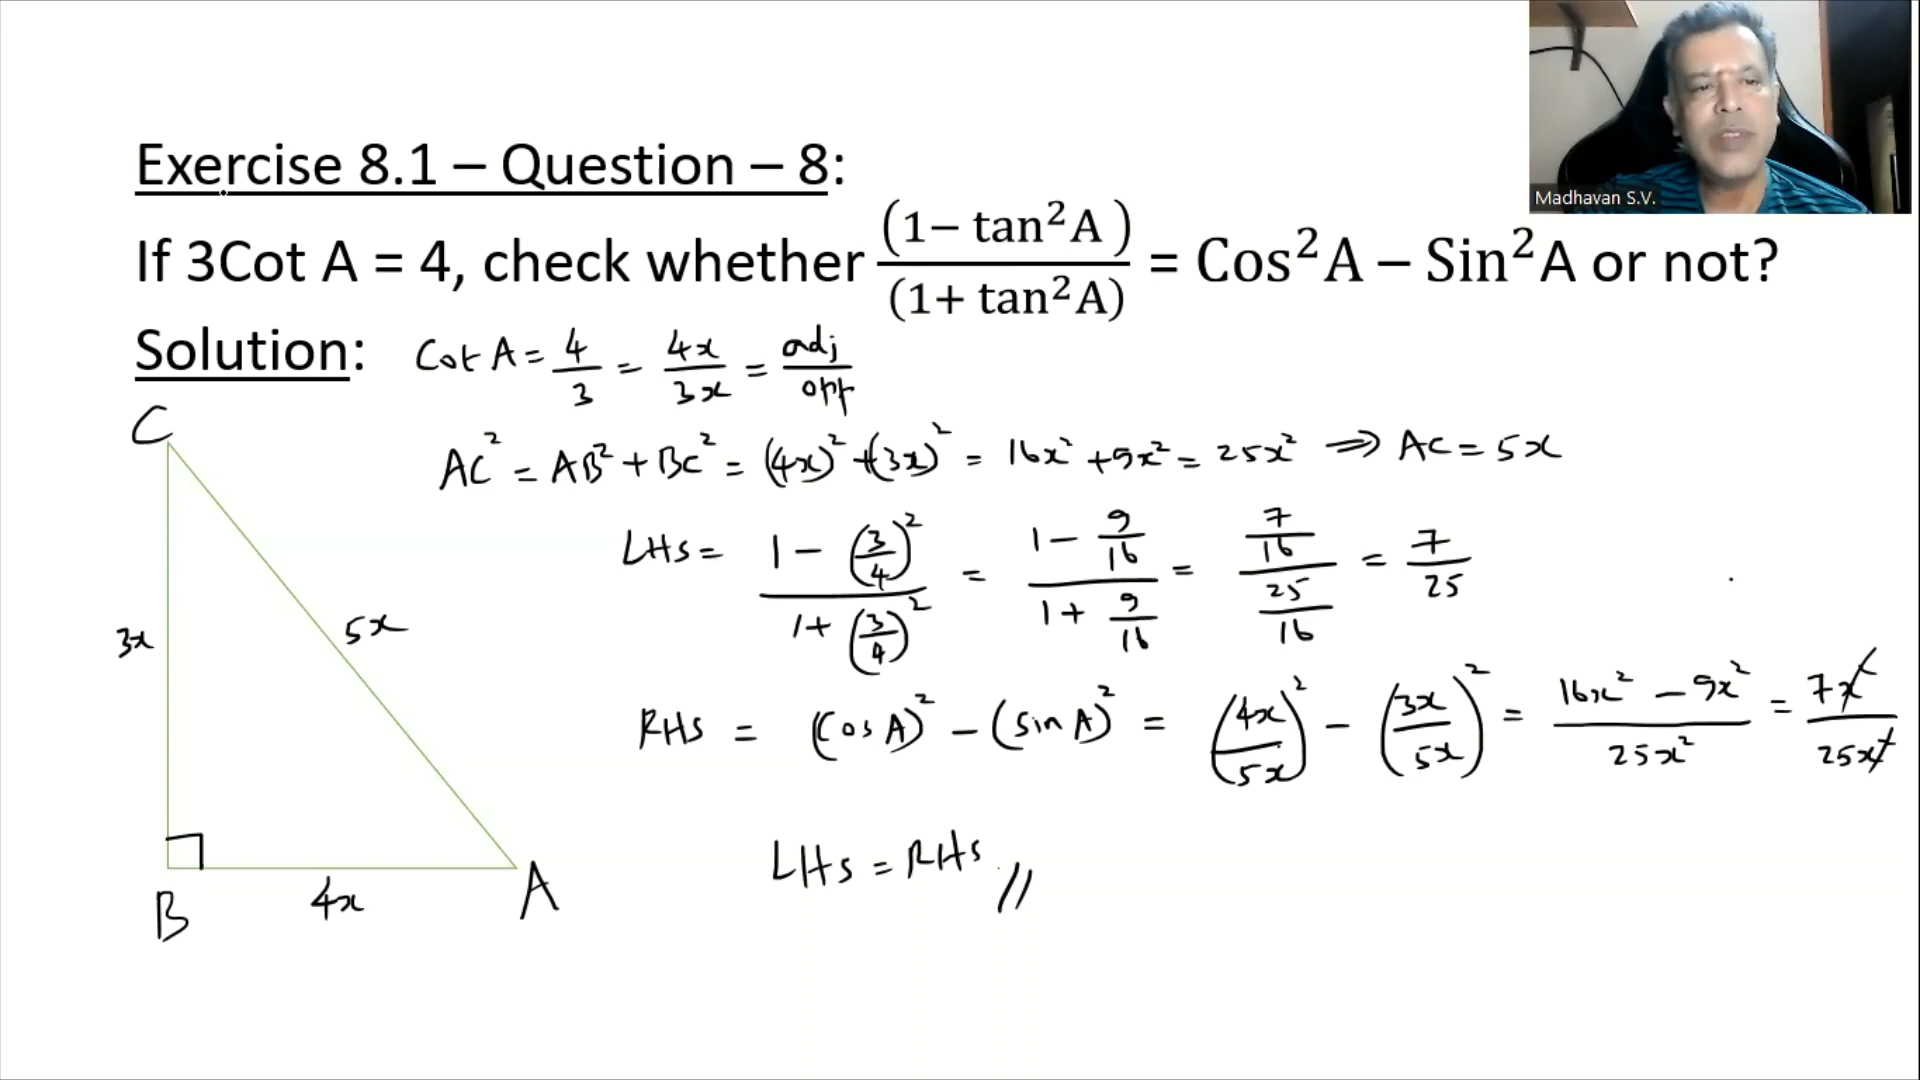 Madhavan S.V.
Exercise 8.1 – Question – 8:
If 3Cot A = 4, check whether (1− tan²A )/(1+ tan²A) = Cos²A – Sin²A or not?
Solution: Cot A = 4/3 = 4x/3x = adj/opp
C
AC² = AB² + BC² = (4x)² + (3x)² = 16x² + 9x² = 25x² ⇒ AC = 5x
LHS = (1 − (3/4)²)/(1 + (3/4)²) = (1 − 9/16)/(1 + 9/16) = (7/16)/(25/16) = 7/25
3x
5x
RHS = (cos A)² − (sin A)² = (4x/5x)² − (3x/5x)² = (16x² − 9x²)/25x² = 7x²/25x²
LHS = RHS //
B
4x
A